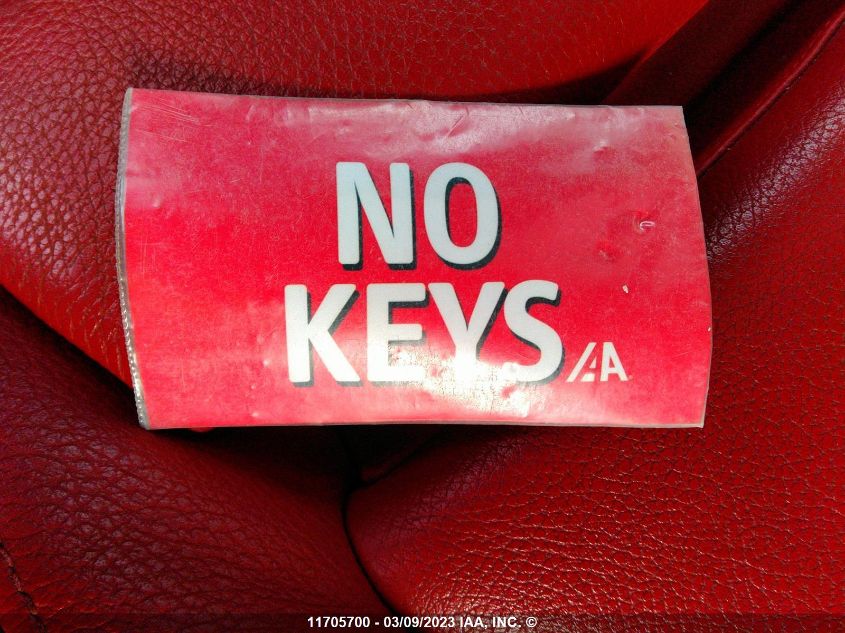 NO
KEYS IAA
11705700 - 03/09/2023 IAA, INC. ©